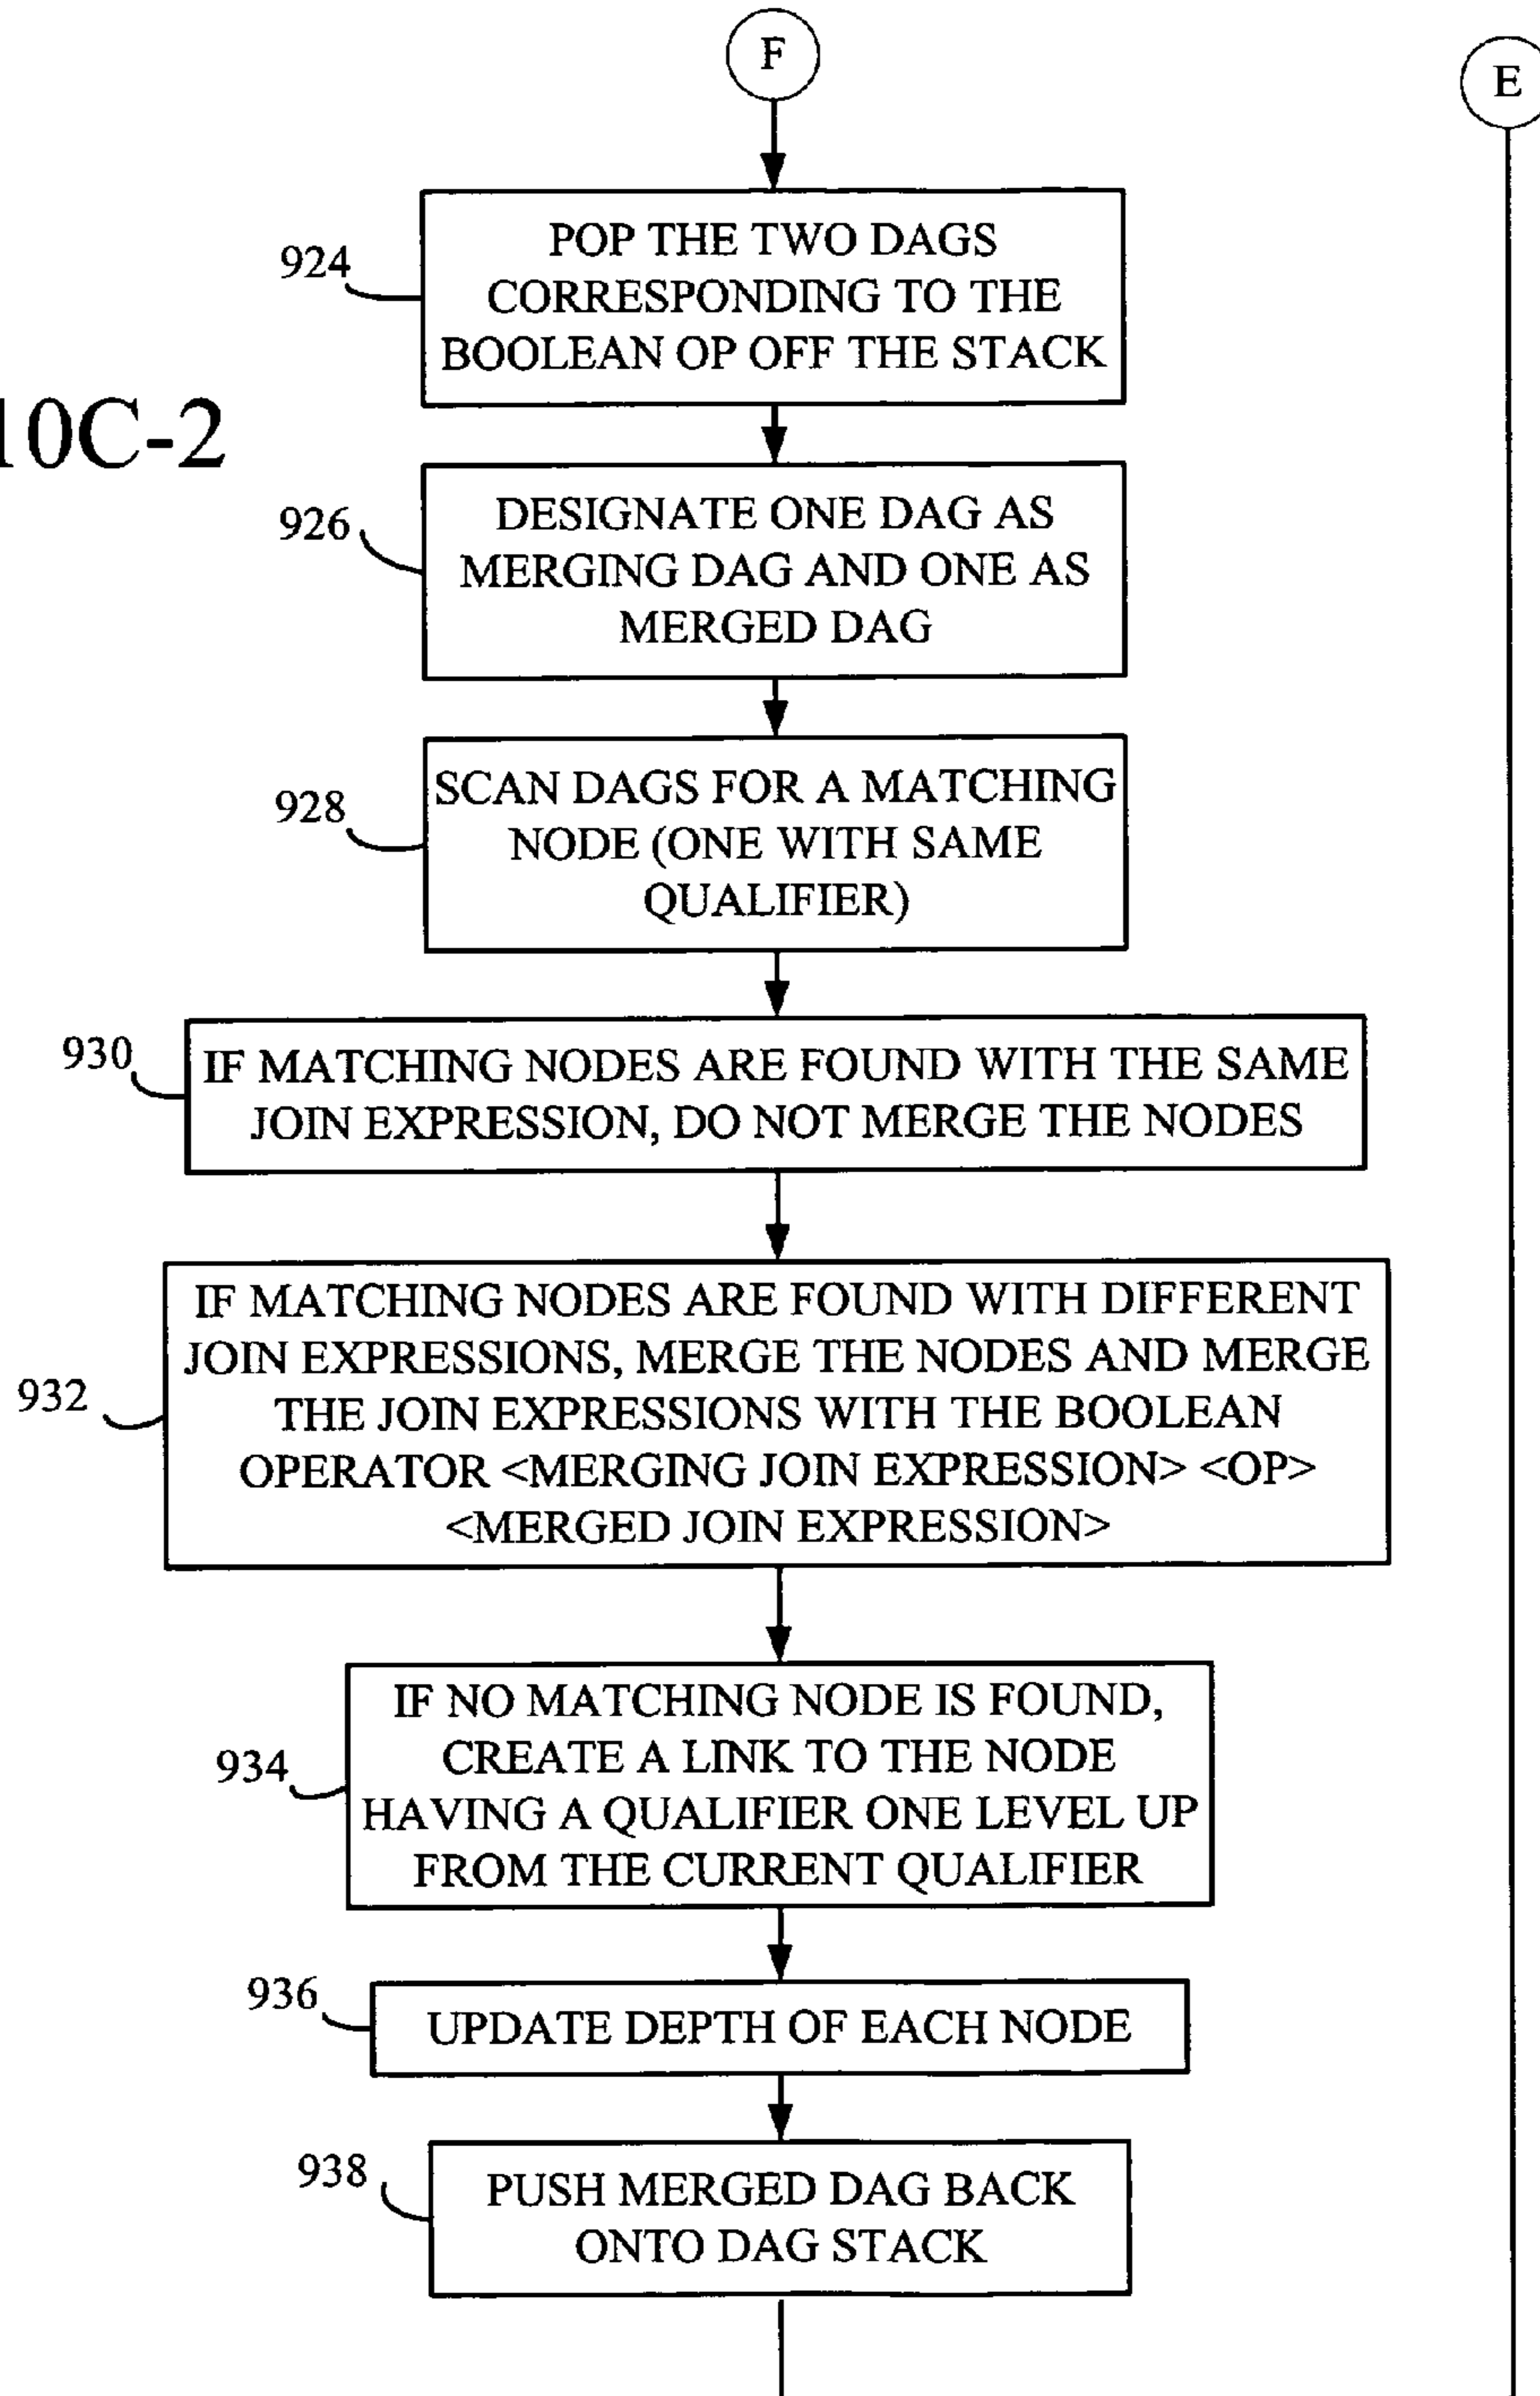 F
E
924
POP THE TWO DAGS
CORRESPONDING TO THE
BOOLEAN OP OFF THE STACK
10C-2
926
DESIGNATE ONE DAG AS
MERGING DAG AND ONE AS
MERGED DAG
928
SCAN DAGS FOR A MATCHING
NODE (ONE WITH SAME
QUALIFIER)
930
IF MATCHING NODES ARE FOUND WITH THE SAME
JOIN EXPRESSION, DO NOT MERGE THE NODES
932
IF MATCHING NODES ARE FOUND WITH DIFFERENT
JOIN EXPRESSIONS, MERGE THE NODES AND MERGE
THE JOIN EXPRESSIONS WITH THE BOOLEAN
OPERATOR <MERGING JOIN EXPRESSION> <OP>
<MERGED JOIN EXPRESSION>
934
IF NO MATCHING NODE IS FOUND,
CREATE A LINK TO THE NODE
HAVING A QUALIFIER ONE LEVEL UP
FROM THE CURRENT QUALIFIER
936
UPDATE DEPTH OF EACH NODE
938
PUSH MERGED DAG BACK
ONTO DAG STACK